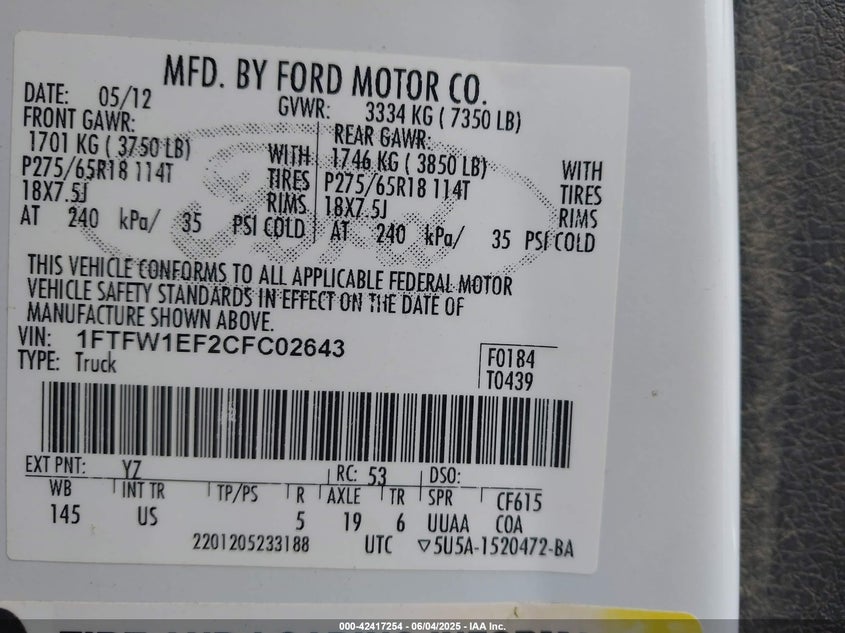 MFD. BY FORD MOTOR CO.
DATE: 05/12 GVWR: 3334 KG ( 7350 LB)
FRONT GAWR: REAR GAWR:
1701 KG ( 3750 LB) WITH 1746 KG ( 3850 LB) WITH
P275/65R18 114T TIRES P275/65R18 114T TIRES
18X7.5J RIMS 18X7.5J RIMS
AT 240 kPa/ 35 PSI COLD AT 240 kPa/ 35 PSI COLD
THIS VEHICLE CONFORMS TO ALL APPLICABLE FEDERAL MOTOR
VEHICLE SAFETY STANDARDS IN EFFECT ON THE DATE OF
MANUFACTURE SHOWN ABOVE.
VIN: 1FTFW1EF2CFC02643
TYPE: Truck
F0184
T0439
EXT PNT: YZ RC: 53 DSO:
WB INT TR TP/PS R AXLE TR SPR CF615
145 US 5 19 6 UUAA COA
2201205233188 UTC ▽5U5A-1520472-BA
000-42417254 - 06/04/2025 - IAA Inc.